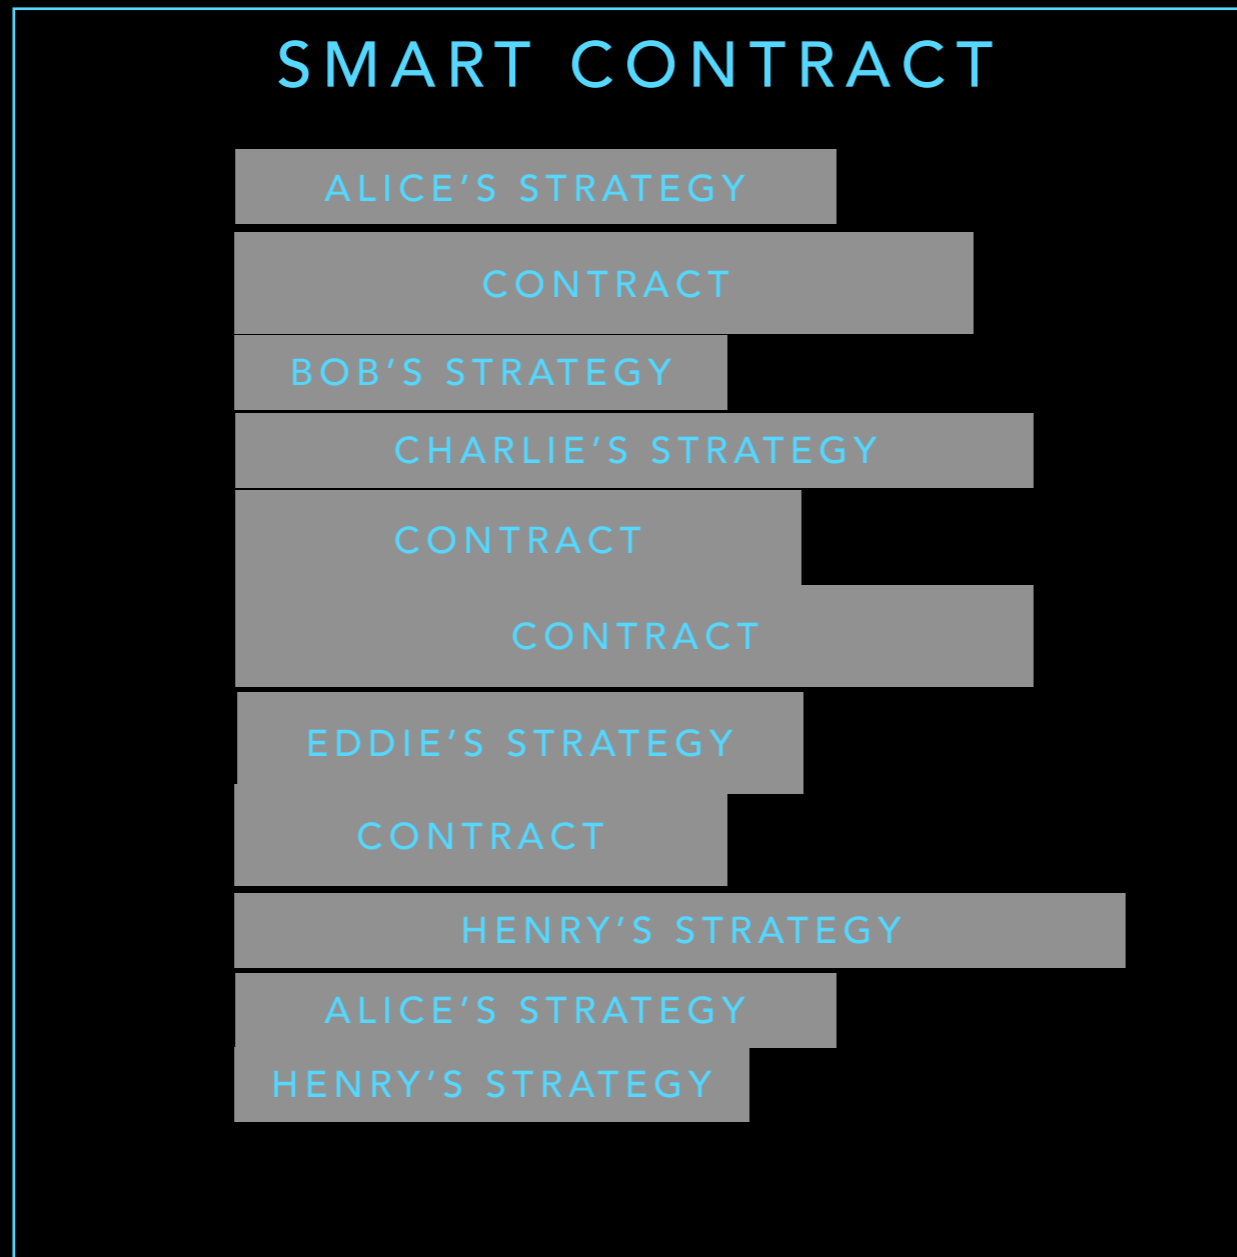 SMART CONTRACT
ALICE’S STRATEGY
CONTRACT
BOB’S STRATEGY
CHARLIE’S STRATEGY
CONTRACT
CONTRACT
EDDIE’S STRATEGY
CONTRACT
HENRY’S STRATEGY
ALICE’S STRATEGY
HENRY’S STRATEGY